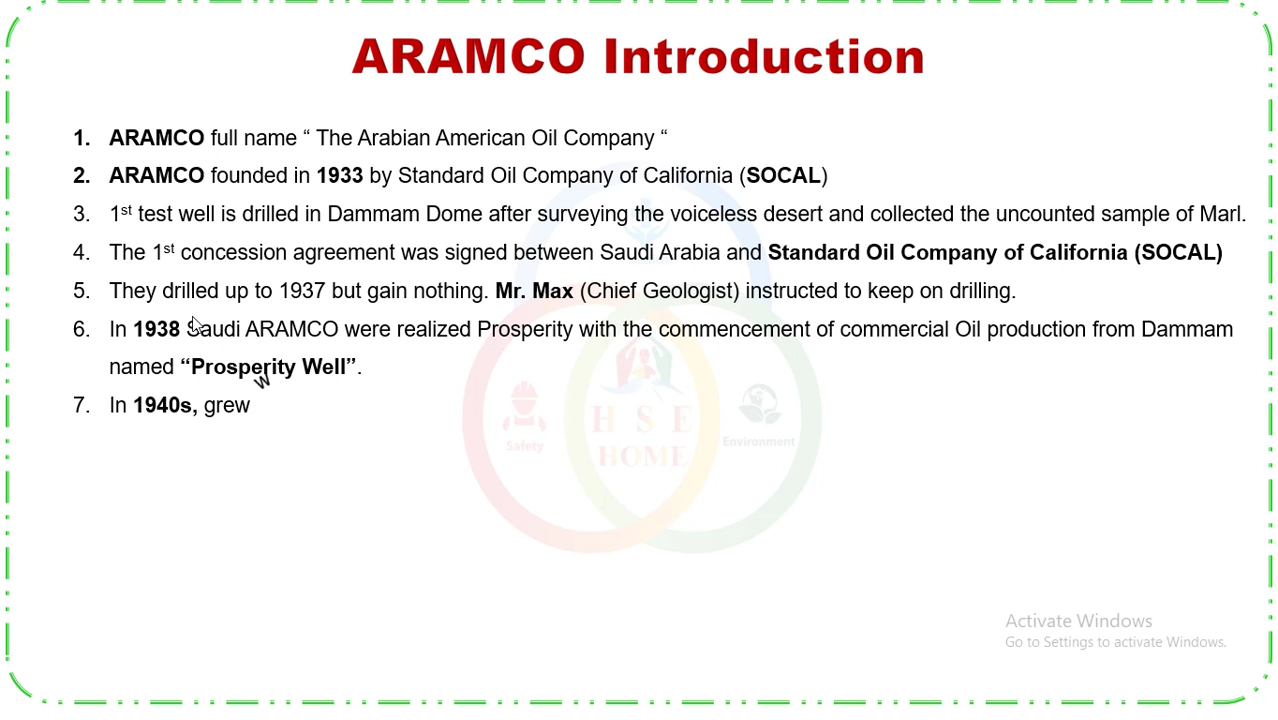 ARAMCO Introduction
1. ARAMCO full name “ The Arabian American Oil Company “
2. ARAMCO founded in 1933 by Standard Oil Company of California (SOCAL)
3. 1st test well is drilled in Dammam Dome after surveying the voiceless desert and collected the uncounted sample of Marl.
4. The 1st concession agreement was signed between Saudi Arabia and Standard Oil Company of California (SOCAL)
5. They drilled up to 1937 but gain nothing. Mr. Max (Chief Geologist) instructed to keep on drilling.
6. In 1938 Saudi ARAMCO were realized Prosperity with the commencement of commercial Oil production from Dammam
named “Prosperity Well”.
w
7. In 1940s, grew
HSE
HOME
Safety
Environment
Activate Windows
Go to Settings to activate Windows.